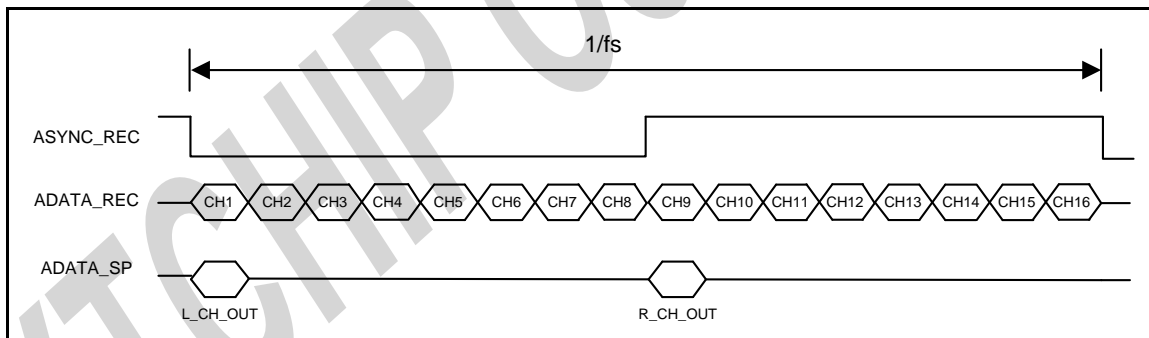 1/fs
ASYNC_REC
ADATA_REC CH1 CH2 CH3 CH4 CH5 CH6 CH7 CH8 CH9 CH10 CH11 CH12 CH13 CH14 CH15 CH16
ADATA_SP
L_CH_OUT R_CH_OUT